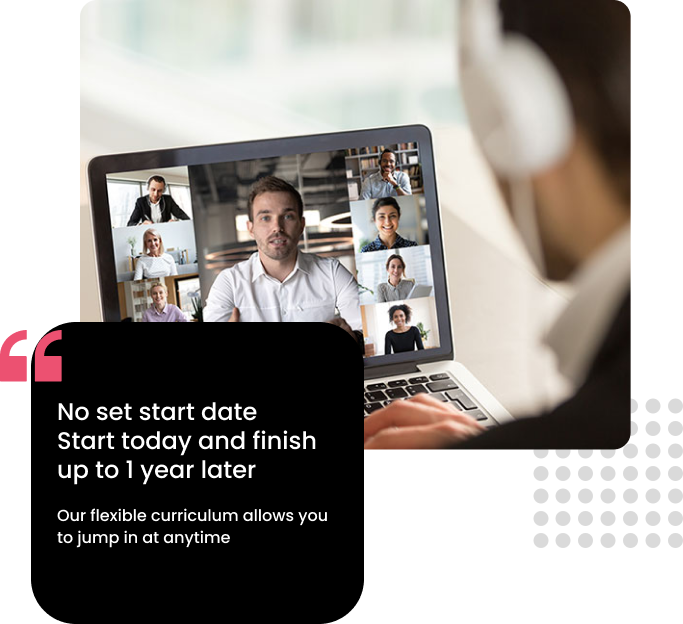 No set start date
Start today and finish
up to 1 year later
Our flexible curriculum allows you
to jump in at anytime